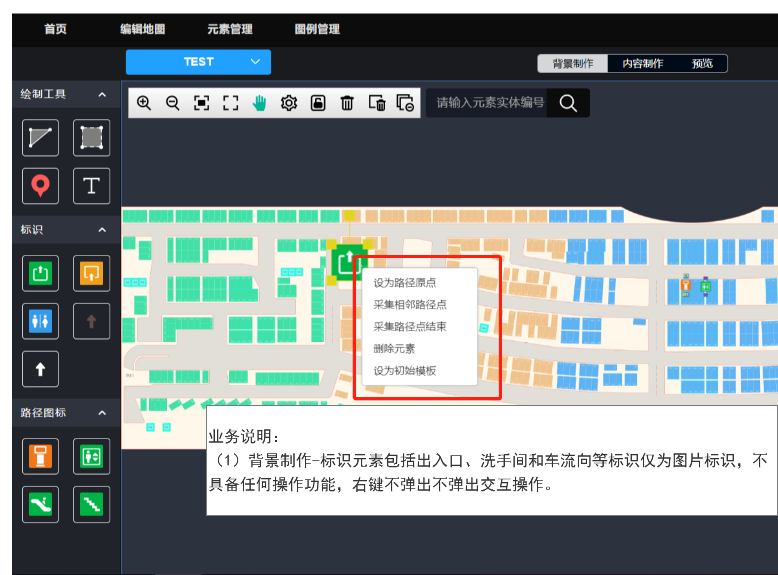 首页 编辑地图 元素管理 图例管理
TEST
背景制作 内容制作 预览
绘制工具
请输入元素实体编号
T
标识
设为路径原点
采集相邻路径点
采集路径点结束
删除元素
设为初始模板
路径图标
业务说明：
（1）背景制作-标识元素包括出入口、洗手间和车流向等标识仅为图片标识，不
具备任何操作功能，右键不弹出不弹出交互操作。